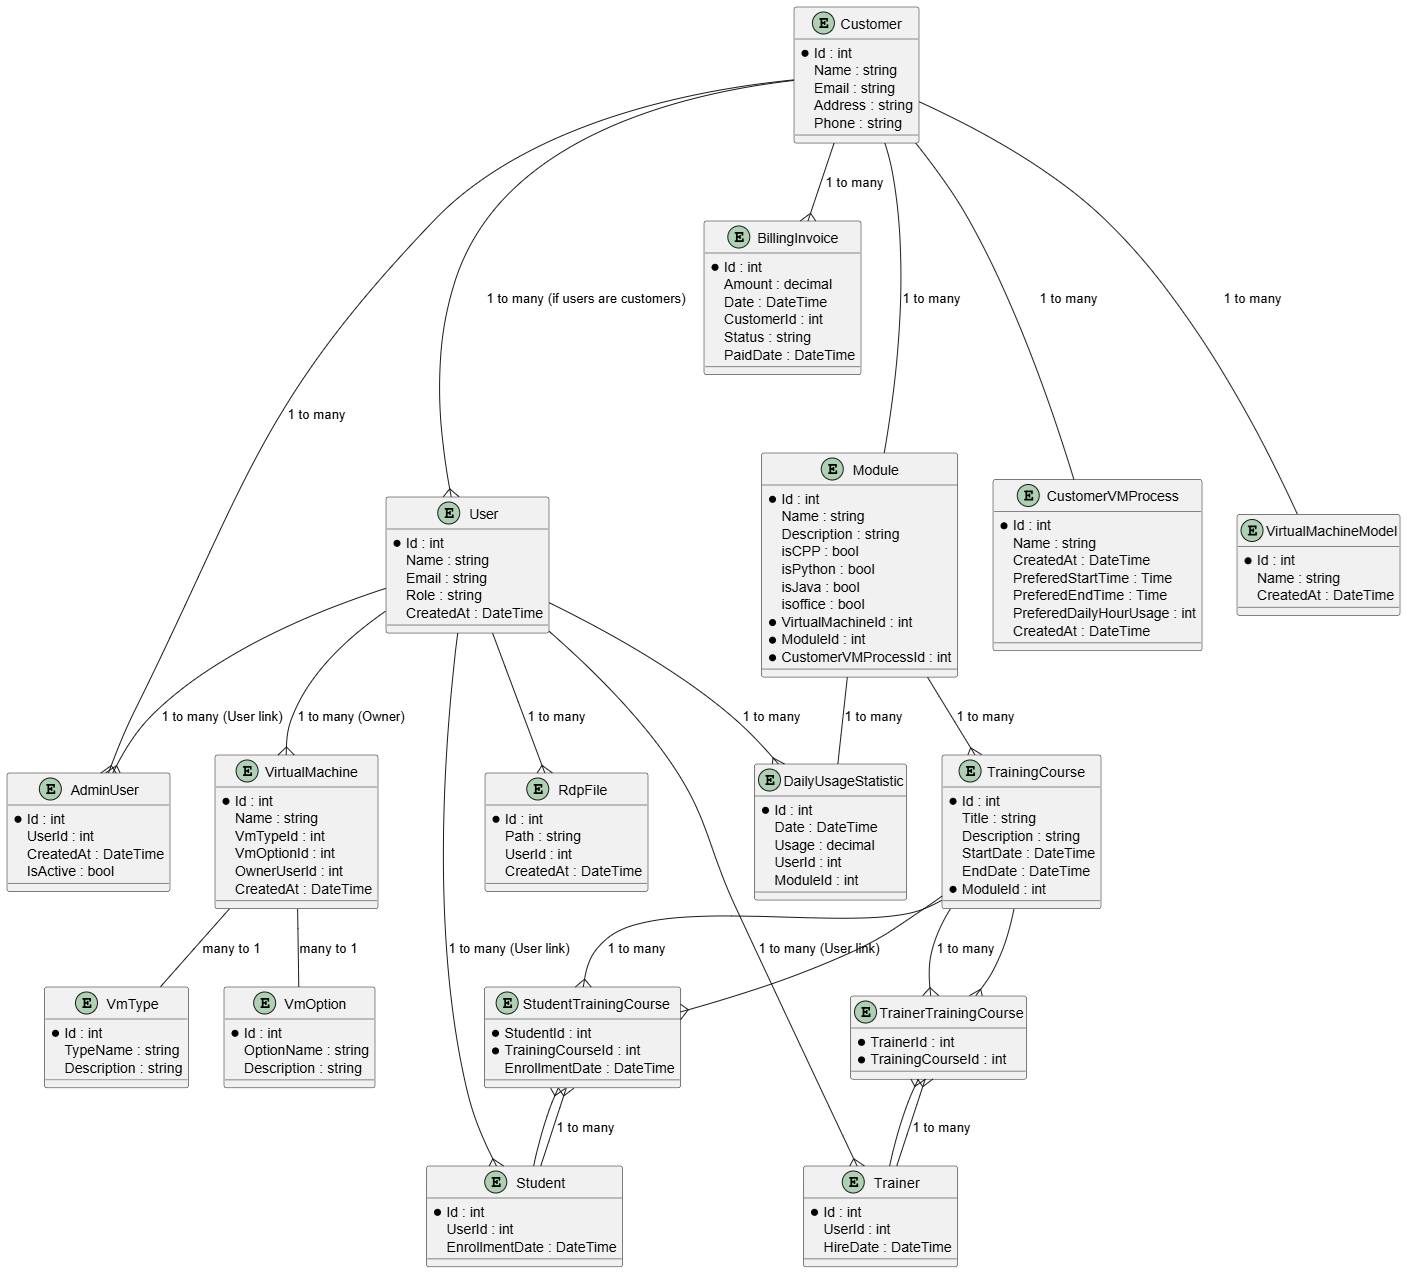 E Customer
Id : int
Name : string
Email : string
Address : string
Phone : string
1 to many
E BillingInvoice
Id : int
Amount : decimal
Date : DateTime
CustomerId : int
Status : string
PaidDate : DateTime
1 to many (if users are customers)
1 to many
1 to many
1 to many
1 to many
E User
Id : int
Name : string
Email : string
Role : string
CreatedAt : DateTime
E Module
Id : int
Name : string
Description : string
isCPP : bool
isPython : bool
isJava : bool
isoffice : bool
VirtualMachineId : int
ModuleId : int
CustomerVMProcessId : int
E CustomerVMProcess
Id : int
Name : string
CreatedAt : DateTime
PreferedStartTime : Time
PreferedEndTime : Time
PreferedDailyHourUsage : int
CreatedAt : DateTime
E VirtualMachineModel
Id : int
Name : string
CreatedAt : DateTime
1 to many (User link)
1 to many (Owner)
1 to many
1 to many
1 to many
1 to many
E AdminUser
Id : int
UserId : int
CreatedAt : DateTime
IsActive : bool
E VirtualMachine
Id : int
Name : string
VmTypeId : int
VmOptionId : int
OwnerUserId : int
CreatedAt : DateTime
E RdpFile
Id : int
Path : string
UserId : int
CreatedAt : DateTime
E DailyUsageStatistic
Id : int
Date : DateTime
Usage : decimal
UserId : int
ModuleId : int
E TrainingCourse
Id : int
Title : string
Description : string
StartDate : DateTime
EndDate : DateTime
ModuleId : int
many to 1
many to 1
1 to many (User link)
1 to many
1 to many (User link)
1 to many
E VmType
Id : int
TypeName : string
Description : string
E VmOption
Id : int
OptionName : string
Description : string
E StudentTrainingCourse
StudentId : int
TrainingCourseId : int
EnrollmentDate : DateTime
E TrainerTrainingCourse
TrainerId : int
TrainingCourseId : int
1 to many
1 to many
E Student
Id : int
UserId : int
EnrollmentDate : DateTime
E Trainer
Id : int
UserId : int
HireDate : DateTime